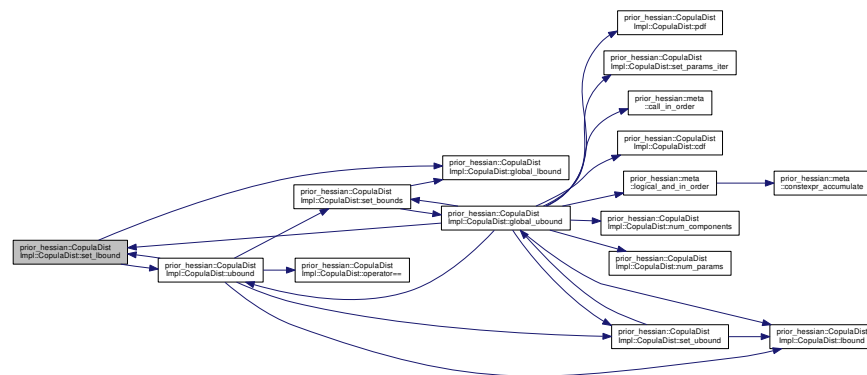 prior_hessian::CopulaDist
Impl::CopulaDist::pdf
prior_hessian::CopulaDist
Impl::CopulaDist::set_params_iter
prior_hessian::meta
::call_in_order
prior_hessian::CopulaDist
Impl::CopulaDist::cdf
prior_hessian::CopulaDist
Impl::CopulaDist::global_lbound
prior_hessian::meta
::logical_and_in_order
prior_hessian::meta
::constexpr_accumulate
prior_hessian::CopulaDist
Impl::CopulaDist::set_bounds
prior_hessian::CopulaDist
Impl::CopulaDist::global_ubound
prior_hessian::CopulaDist
Impl::CopulaDist::num_components
prior_hessian::CopulaDist
Impl::CopulaDist::set_lbound
prior_hessian::CopulaDist
Impl::CopulaDist::ubound
prior_hessian::CopulaDist
Impl::CopulaDist::operator==
prior_hessian::CopulaDist
Impl::CopulaDist::num_params
prior_hessian::CopulaDist
Impl::CopulaDist::set_ubound
prior_hessian::CopulaDist
Impl::CopulaDist::lbound